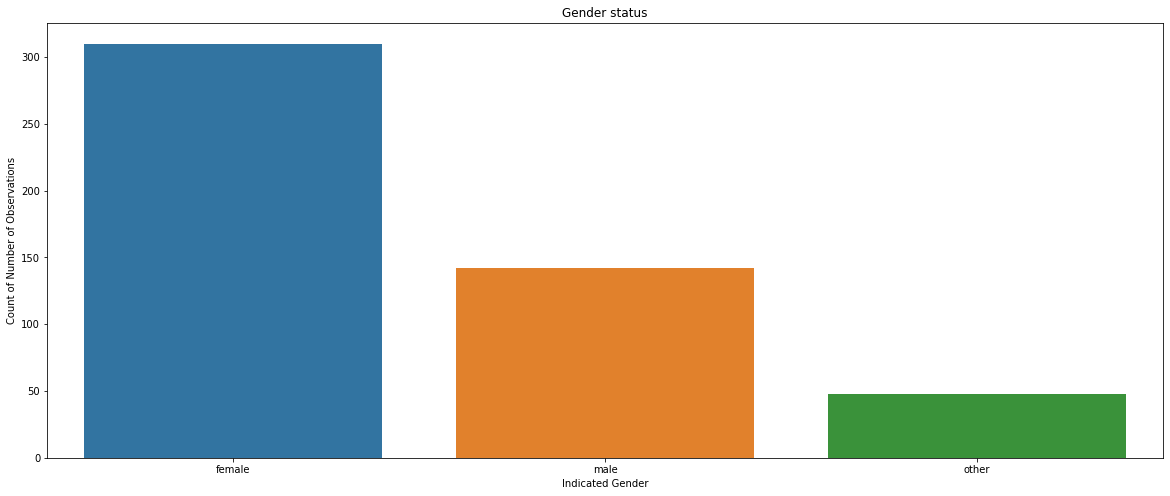 Gender status
Count of Number of Observations
300
250
200
150
100
50
0
female
male
other
Indicated Gender